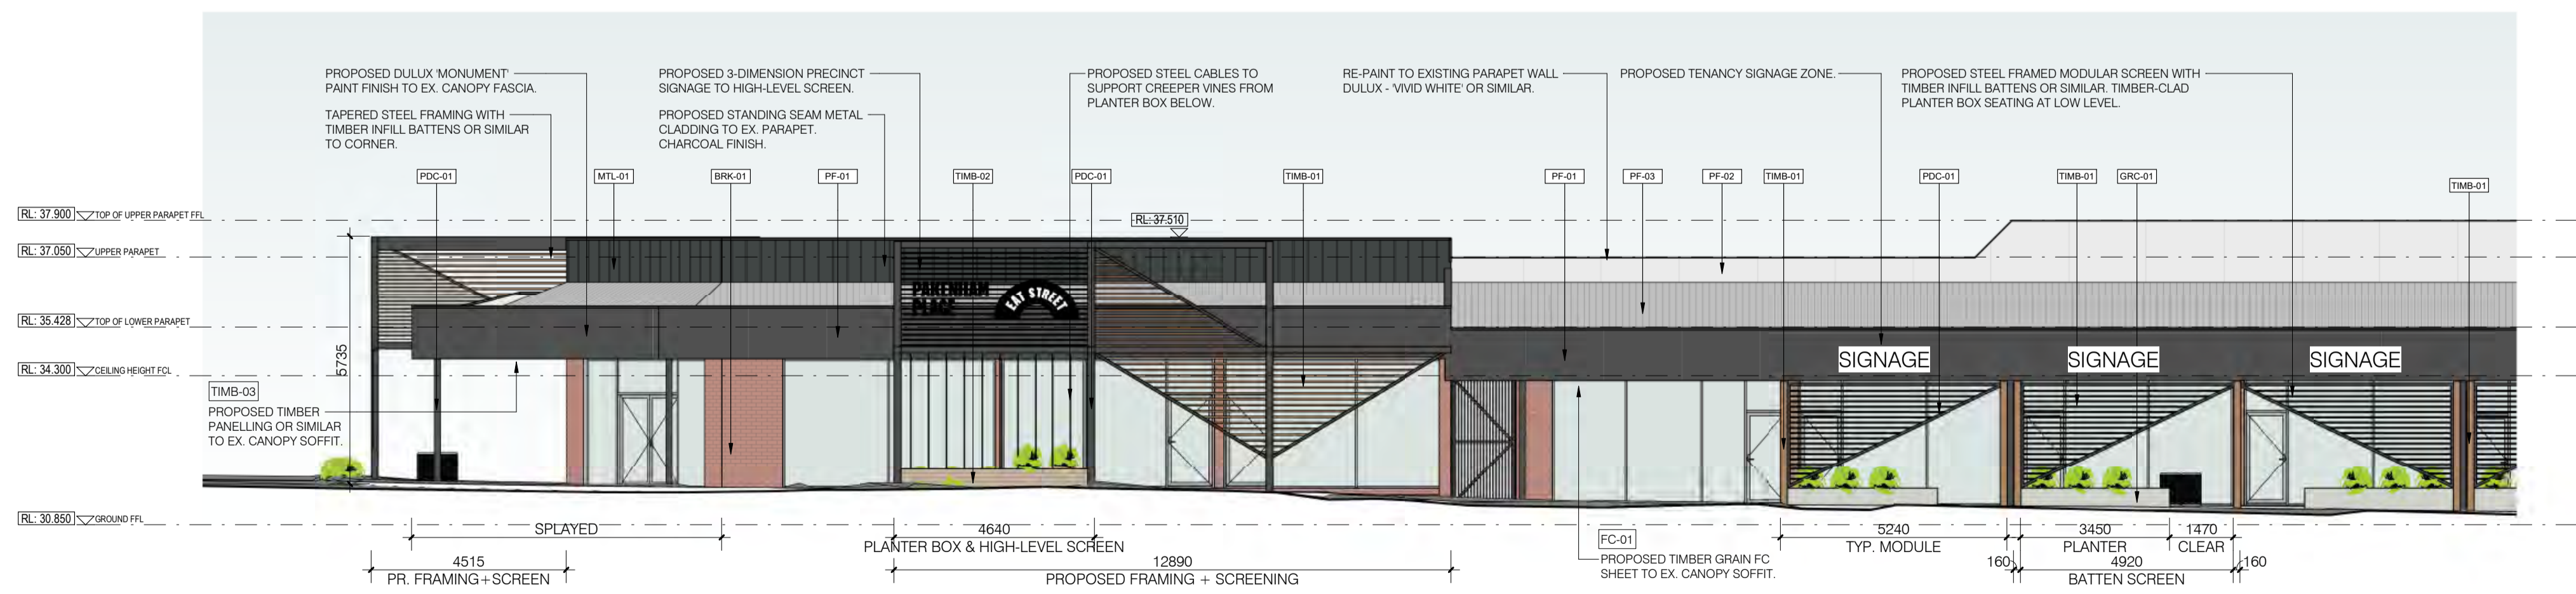 PROPOSED DULUX 'MONUMENT'
PAINT FINISH TO EX. CANOPY FASCIA.
TAPERED STEEL FRAMING WITH
TIMBER INFILL BATTENS OR SIMILAR
TO CORNER.
PROPOSED 3-DIMENSION PRECINCT
SIGNAGE TO HIGH-LEVEL SCREEN.
PROPOSED STANDING SEAM METAL
CLADDING TO EX. PARAPET.
CHARCOAL FINISH.
PROPOSED STEEL CABLES TO
SUPPORT CREEPER VINES FROM
PLANTER BOX BELOW.
RE-PAINT TO EXISTING PARAPET WALL
DULUX - 'VIVID WHITE' OR SIMILAR.
PROPOSED TENANCY SIGNAGE ZONE.
PROPOSED STEEL FRAMED MODULAR SCREEN WITH
TIMBER INFILL BATTENS OR SIMILAR. TIMBER-CLAD
PLANTER BOX SEATING AT LOW LEVEL.
PDC-01
MTL-01
BRK-01
PF-01
TIMB-02
PDC-01
TIMB-01
PF-01
PF-03
PF-02
TIMB-01
PDC-01
TIMB-01
GRC-01
TIMB-01
RL: 37.900 TOP OF UPPER PARAPET FFL
RL: 37.510
RL: 37.050 UPPER PARAPET
RL: 35.428 TOP OF LOWER PARAPET
RL: 34.300 CEILING HEIGHT FCL
RL: 30.850 GROUND FFL
5735
PAKENHAM
PLACE
EAT STREET
SIGNAGE
SIGNAGE
SIGNAGE
TIMB-03
PROPOSED TIMBER
PANELLING OR SIMILAR
TO EX. CANOPY SOFFIT.
SPLAYED
4515
PR. FRAMING+SCREEN
4640
PLANTER BOX & HIGH-LEVEL SCREEN
12890
PROPOSED FRAMING + SCREENING
FC-01
PROPOSED TIMBER GRAIN FC
SHEET TO EX. CANOPY SOFFIT.
5240
TYP. MODULE
3450
PLANTER
1470
CLEAR
160
4920
160
BATTEN SCREEN